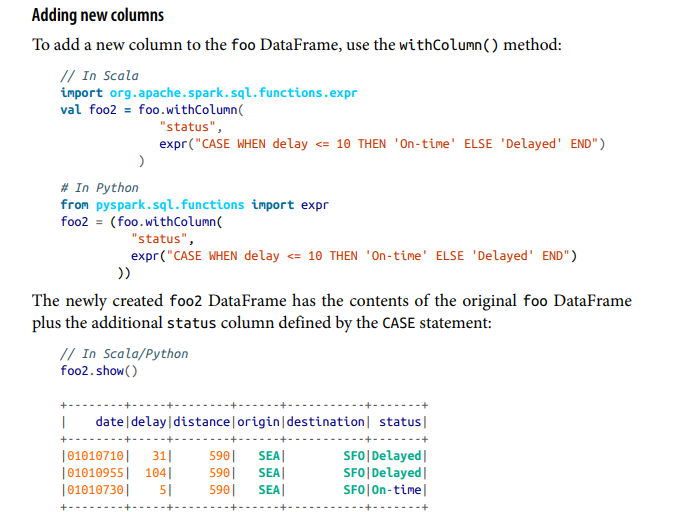 Adding new columns
To add a new column to the foo DataFrame, use the withColumn() method:
// In Scala
import org.apache.spark.sql.functions.expr
val foo2 = foo.withColumn(
"status",
expr("CASE WHEN delay <= 10 THEN 'On-time' ELSE 'Delayed' END")
)
# In Python
from pyspark.sql.functions import expr
foo2 = (foo.withColumn(
"status",
expr("CASE WHEN delay <= 10 THEN 'On-time' ELSE 'Delayed' END")
))
The newly created foo2 DataFrame has the contents of the original foo DataFrame
plus the additional status column defined by the CASE statement:
// In Scala/Python
foo2.show()
+--------+-----+--------+------+-----------+-------+
|    date|delay|distance|origin|destination| status|
+--------+-----+--------+------+-----------+-------+
|01010710|   31|     590|   SEA|        SFO|Delayed|
|01010955|  104|     590|   SEA|        SFO|Delayed|
|01010730|    5|     590|   SEA|        SFO|On-time|
+--------+-----+--------+------+-----------+-------+